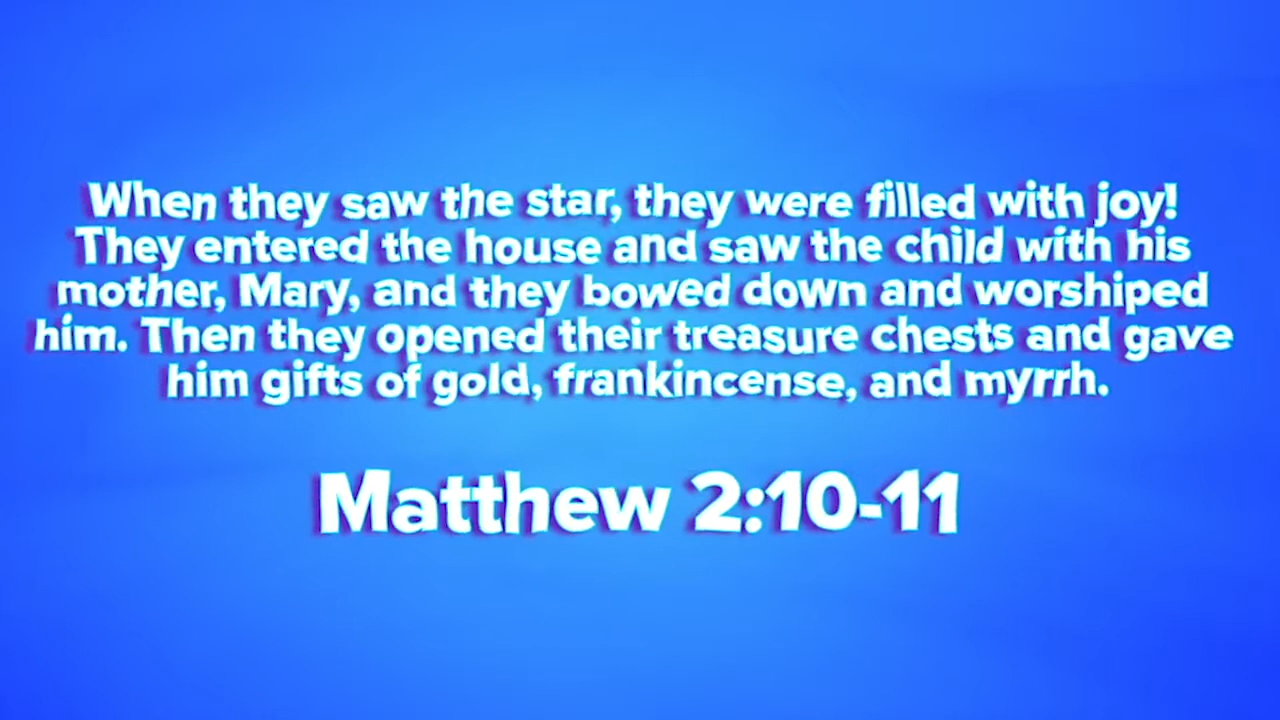 When they saw the star, they were filled with joy!
They entered the house and saw the child with his
mother, Mary, and they bowed down and worshiped
him. Then they opened their treasure chests and gave
him gifts of gold, frankincense, and myrrh.
Matthew 2:10-11